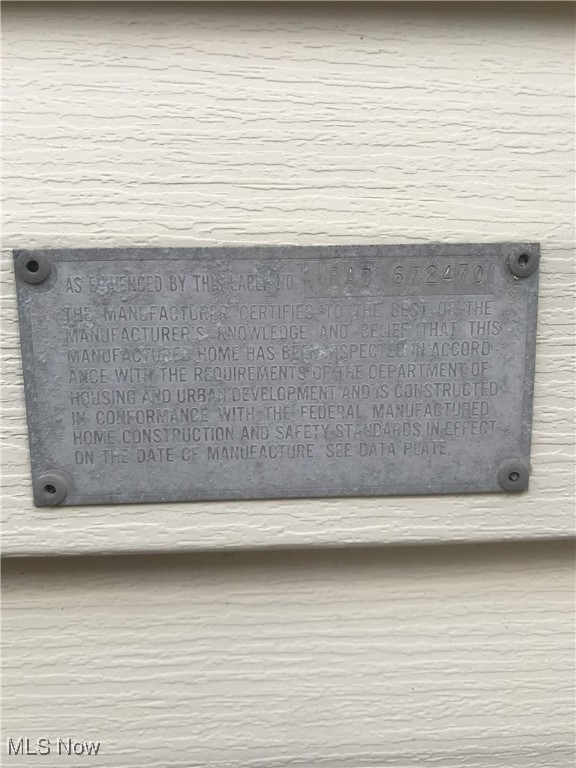 AS EVIDENCED BY THIS LABEL NO. 672470
THE MANUFACTURER CERTIFIES TO THE BEST OF THE
MANUFACTURER'S KNOWLEDGE AND BELIEF THAT THIS
MANUFACTURED HOME HAS BEEN INSPECTED IN ACCORD-
ANCE WITH THE REQUIREMENTS OF THE DEPARTMENT OF
HOUSING AND URBAN DEVELOPMENT AND IS CONSTRUCTED
IN CONFORMANCE WITH THE FEDERAL MANUFACTURED
HOME CONSTRUCTION AND SAFETY STANDARDS IN EFFECT
ON THE DATE OF MANUFACTURE. SEE DATA PLATE.
MLS Now